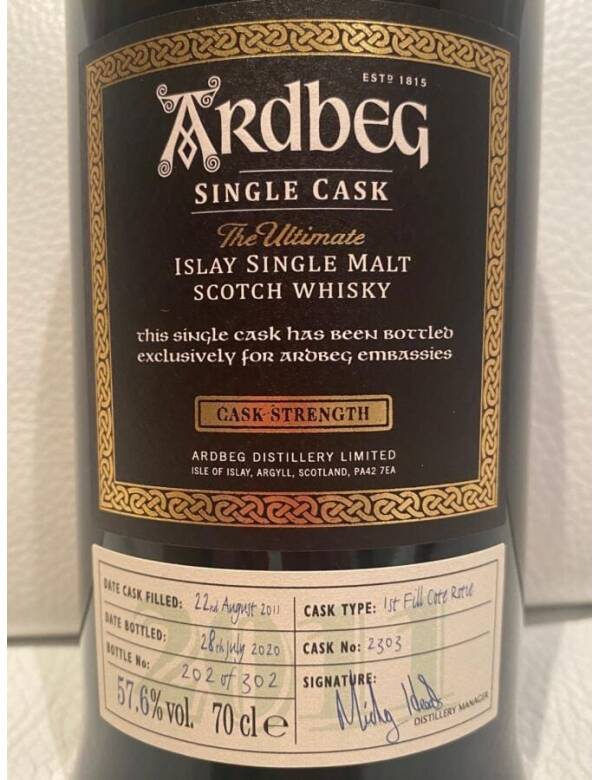 ESTD 1815
ARDBEG
SINGLE CASK
The Ultimate
ISLAY SINGLE MALT
SCOTCH WHISKY
this single cask has been bottled
exclusively for ardbeg embassies
CASK STRENGTH
ARDBEG DISTILLERY LIMITED
ISLE OF ISLAY, ARGYLL, SCOTLAND, PA42 7EA
DATE CASK FILLED: 22nd August 2011
DATE BOTTLED: 28th July 2020
BOTTLE No: 202 of 302
57.6% vol. 70 cl e
CASK TYPE: 1st Fill Cote Rotie
CASK No: 2303
SIGNATURE:
DISTILLERY MANAGER
2011